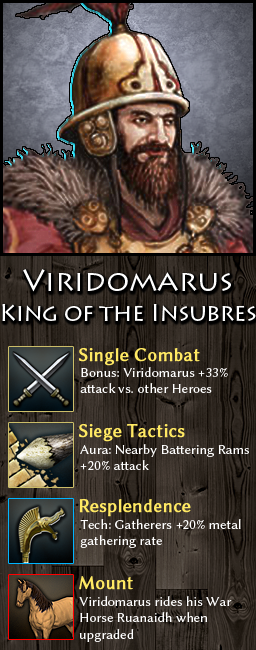 VIRIDOMARUS
KING OF THE INSUBRES
Single Combat
Bonus: Viridomarus +33%
attack vs. other Heroes
Siege Tactics
Aura: Nearby Battering Rams
+20% attack
Resplendence
Tech: Gatherers +20% metal
gathering rate
Mount
Viridomarus rides his War
Horse Ruanaidh when
upgraded